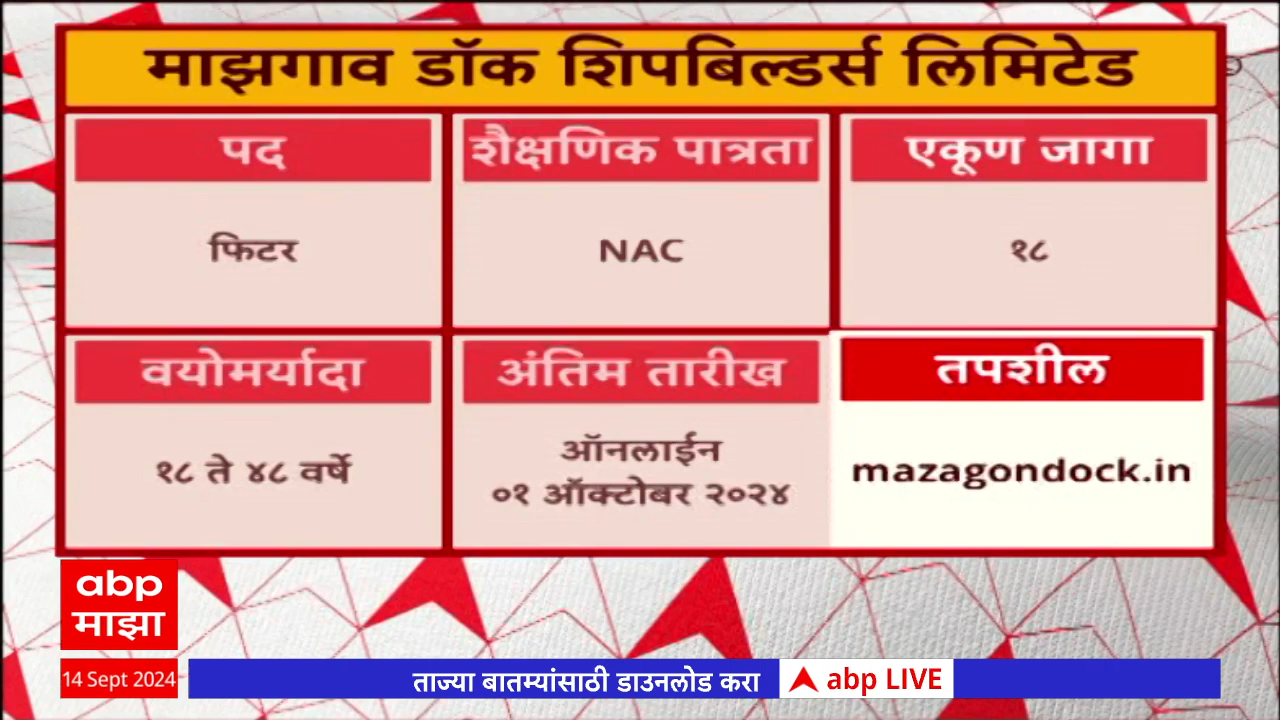 माझगाव डॉक शिपबिल्डर्स लिमिटेड
पद
शैक्षणिक पात्रता
एकूण जागा
फिटर
NAC
१८
वयोमर्यादा
अंतिम तारीख
तपशील
१८ ते ४८ वर्षे
ऑनलाईन
०१ ऑक्टोबर २०२४
mazagondock.in
abp
माझा
14 Sept 2024
ताज्या बातम्यांसाठी डाउनलोड करा
abp LIVE